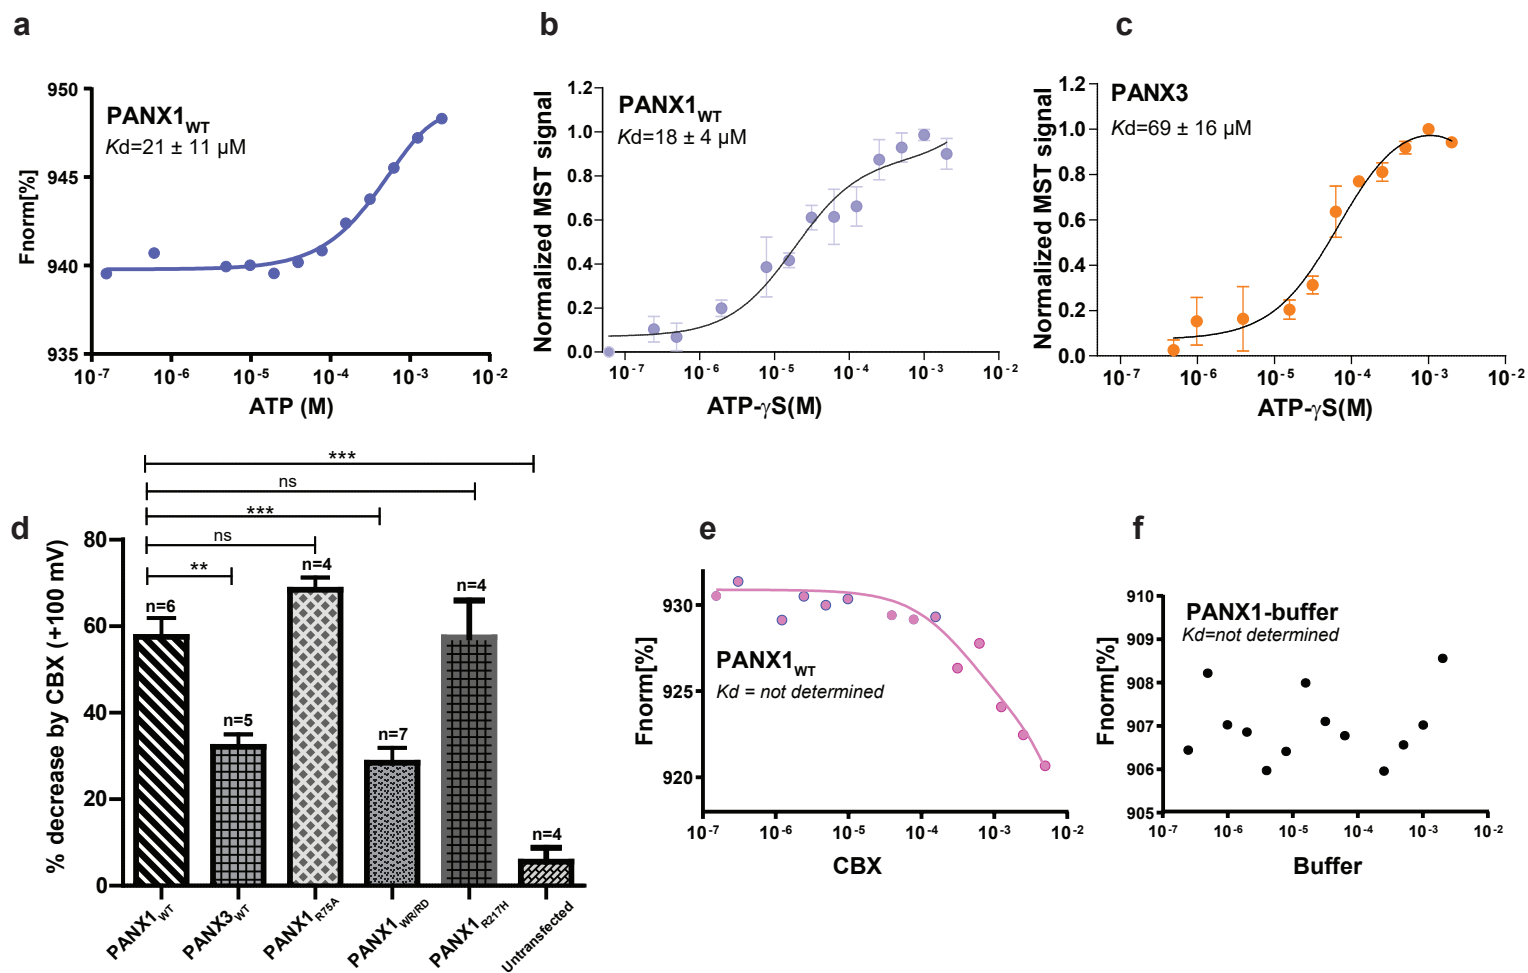 a
950
945
940
935
Fnorm[%]
PANX1WT
Kd=21 ± 11 µM
10-7
10-6
10-5
10-4
10-3
10-2
ATP (M)
b
1.2
1.0
0.8
0.6
0.4
0.2
0.0
Normalized MST signal
PANX1WT
Kd=18 ± 4 µM
10-7
10-6
10-5
10-4
10-3
10-2
ATP-γS(M)
c
1.2
1.0
0.8
0.6
0.4
0.2
0.0
Normalized MST signal
PANX3
Kd=69 ± 16 µM
10-7
10-6
10-5
10-4
10-3
10-2
ATP-γS(M)
d
***
ns
***
ns
**
80
60
40
20
0
% decrease by CBX (+100 mV)
n=6
n=5
n=4
n=7
n=4
n=4
PANX1WT
PANX3WT
PANX1R75A
PANX1WR/RD
PANX1R217H
Untransfected
e
930
925
920
Fnorm[%]
PANX1WT
Kd = not determined
10-7
10-6
10-5
10-4
10-3
10-2
CBX
f
910
909
908
907
906
905
Fnorm[%]
PANX1-buffer
Kd=not determined
10-7
10-6
10-5
10-4
10-3
10-2
Buffer